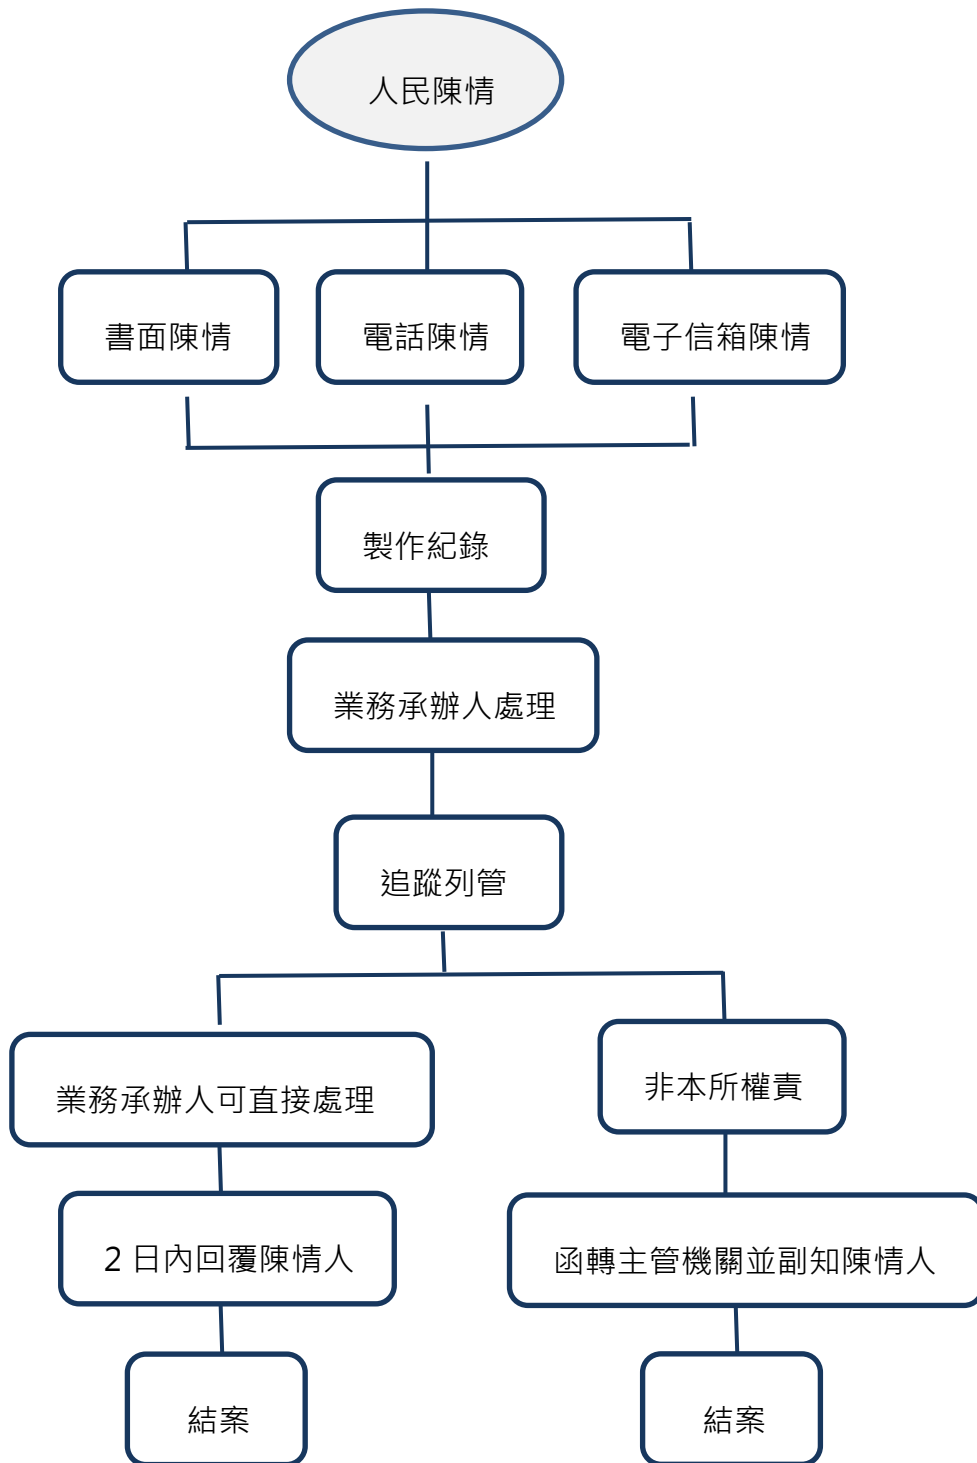 人民陳情
書面陳情
電話陳情
電子信箱陳情
製作紀錄
業務承辦人處理
追蹤列管
業務承辦人可直接處理
非本所權責
2 日內回覆陳情人
函轉主管機關並副知陳情人
結案
結案